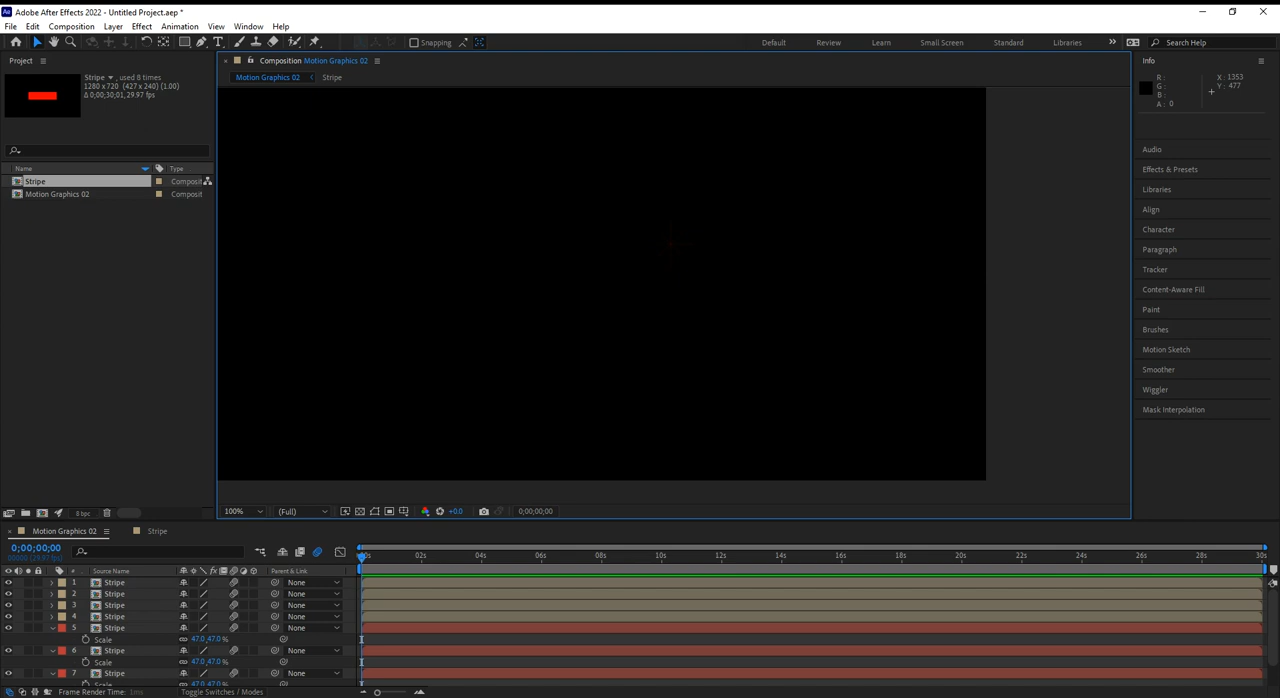 Adobe After Effects 2022 - Untitled Project.aep *
File Edit Composition Layer Effect Animation View Window Help
Snapping
Default Review Learn Small Screen Standard Libraries
Search Help
Project
Stripe , used 8 times
1280 x 720 (427 x 240) (1.00)
Δ 0;00;30;01, 29.97 fps
Name Type
Stripe Composit
Motion Graphics 02 Composit
8 bpc
Composition Motion Graphics 02
Motion Graphics 02 Stripe
100% (Full) +0.0 0;00;00;00
Info
R :
G :
B :
A : 0
X : 1353
Y : 477
Audio
Effects & Presets
Libraries
Align
Character
Paragraph
Tracker
Content-Aware Fill
Paint
Brushes
Motion Sketch
Smoother
Wiggler
Mask Interpolation
Motion Graphics 02 Stripe
0;00;00;00
00000 (29.97 fps)
02s 04s 06s 08s 10s 12s 14s 16s 18s 20s 22s 24s 26s 28s 30s
# Source Name fx Parent & Link
1 Stripe None
2 Stripe None
3 Stripe None
4 Stripe None
5 Stripe None
Scale 47.0,47.0 %
6 Stripe None
Scale 47.0,47.0 %
7 Stripe None
Frame Render Time: 1ms Toggle Switches / Modes